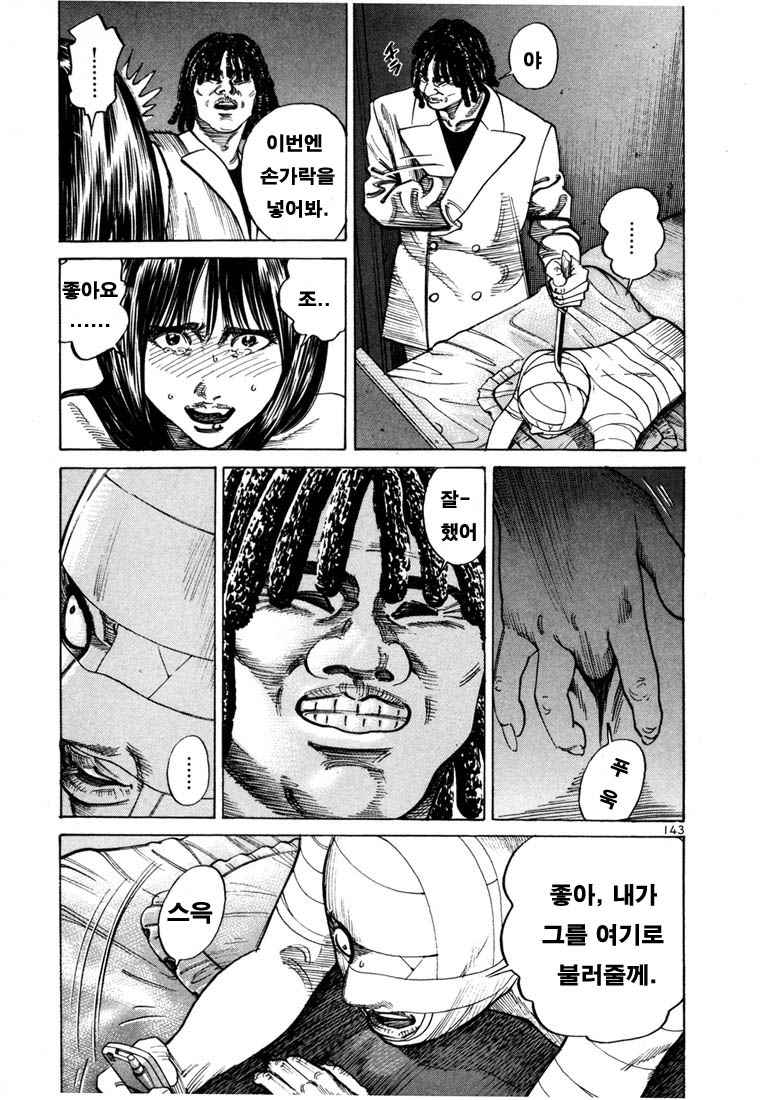 야
……
이번엔
손가락을
넣어봐.
……
조..
좋아요
……
푸
욱
잘-
했어
……
143
좋아, 내가
그를 여기로
불러줄께.
스윽